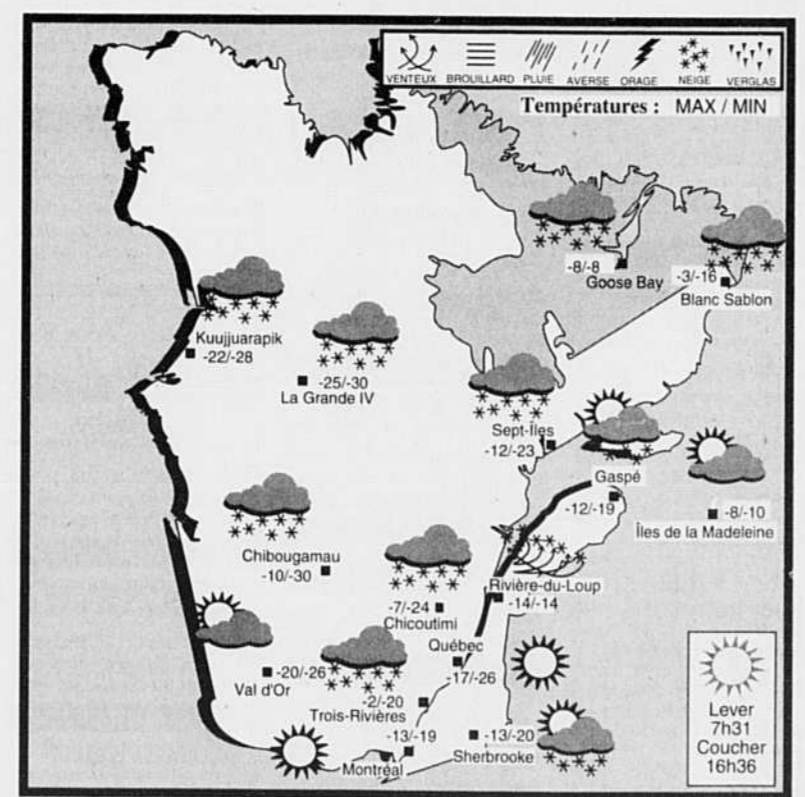 VENTEUX BROUILLARD PLUIE AVERSE ORAGE NEIGE VERGLAS
Températures : MAX / MIN
-8/-8
Goose Bay
-3/-16
Blanc Sablon
Kuujjuarapik
-22/-28
-25/-30
La Grande IV
Sept-Îles
-12/-23
Gaspé
-12/-19
-8/-10
Îles de la Madeleine
Chibougamau
-10/-30
-7/-24
Chicoutimi
Rivière-du-Loup
-14/-14
Québec
-17/-26
-20/-26
Val d'Or
-2/-20
Trois-Rivières
-13/-19
Montréal
-13/-20
Sherbrooke
Lever
7h31
Coucher
16h36